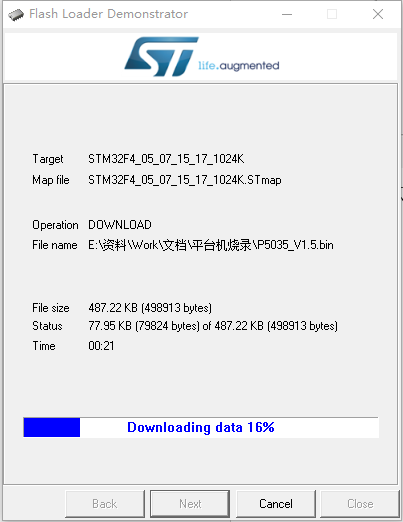 Flash Loader Demonstrator
ST life.augmented
Target STM32F4_05_07_15_17_1024K
Map file STM32F4_05_07_15_17_1024K.STmap
Operation DOWNLOAD
File name E:\资料\Work\文档\平台机烧录\P5035_V1.5.bin
File size 487.22 KB (498913 bytes)
Status 77.95 KB (79824 bytes) of 487.22 KB (498913 bytes)
Time 00:21
Downloading data 16%
Back Next Cancel Close